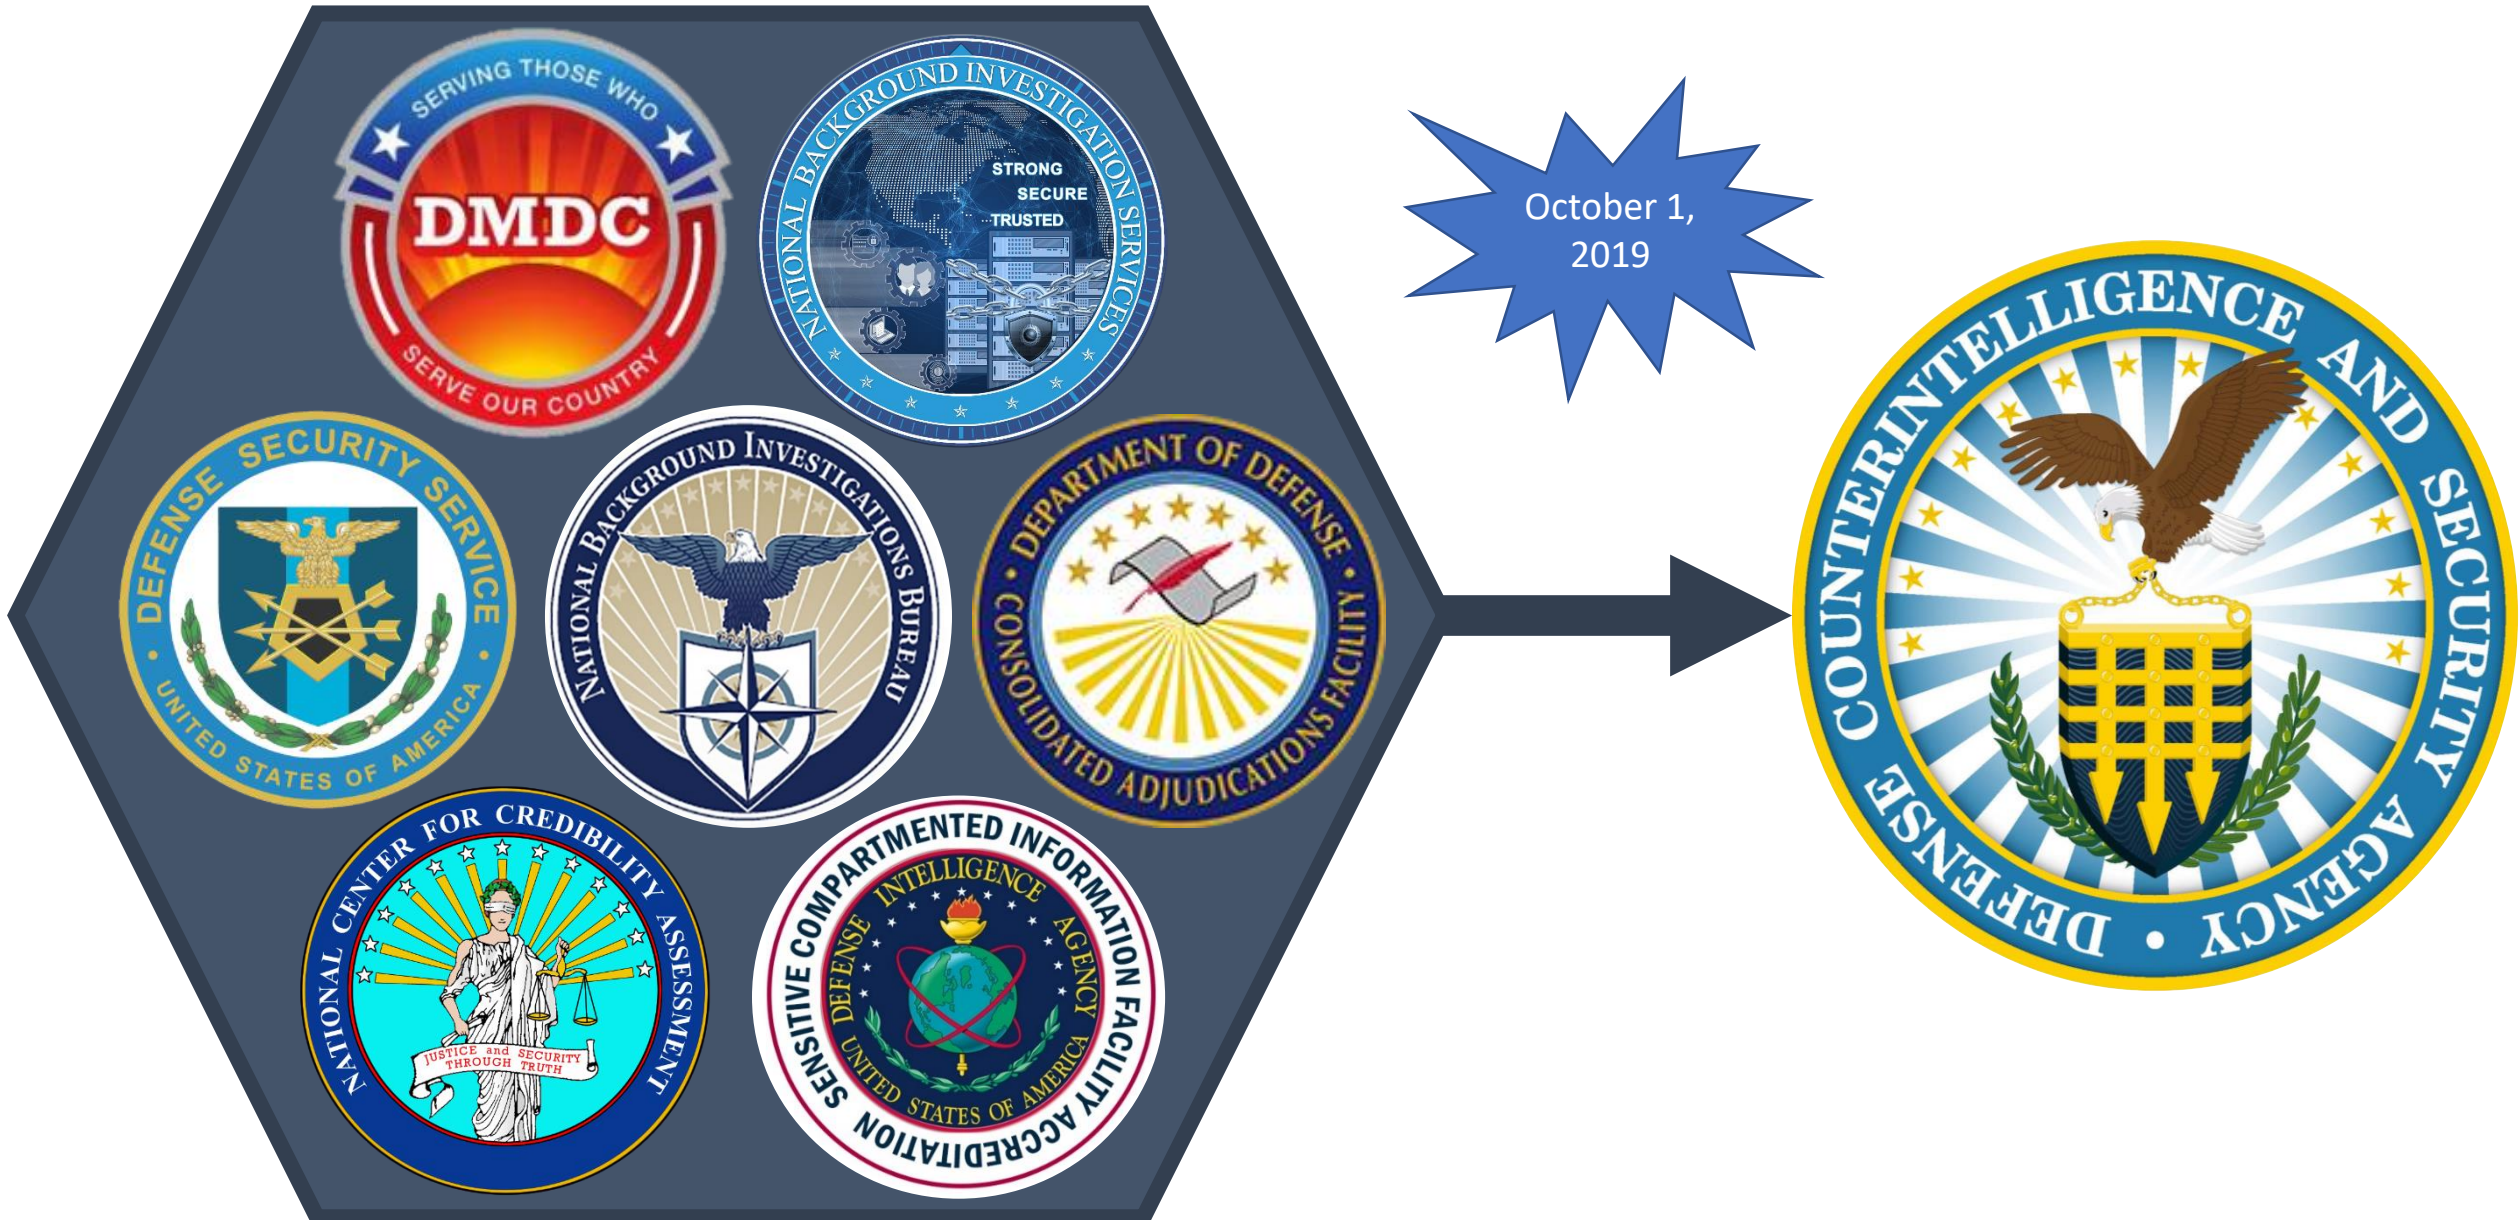 SERVING THOSE WHO
DMDC
SERVE OUR COUNTRY
NATIONAL BACKGROUND INVESTIGATION SERVICES
STRONG
SECURE
TRUSTED
October 1,
2019
DEFENSE SECURITY SERVICE
UNITED STATES OF AMERICA
NATIONAL BACKGROUND INVESTIGATIONS BUREAU
DEPARTMENT OF DEFENSE
CONSOLIDATED ADJUDICATIONS FACILITY
DEFENSE COUNTERINTELLIGENCE AND SECURITY AGENCY
NATIONAL CENTER FOR CREDIBILITY ASSESSMENT
JUSTICE and SECURITY
THROUGH TRUTH
SENSITIVE COMPARTMENTED INFORMATION FACILITY ACCREDITATION
DEFENSE INTELLIGENCE AGENCY
UNITED STATES OF AMERICA